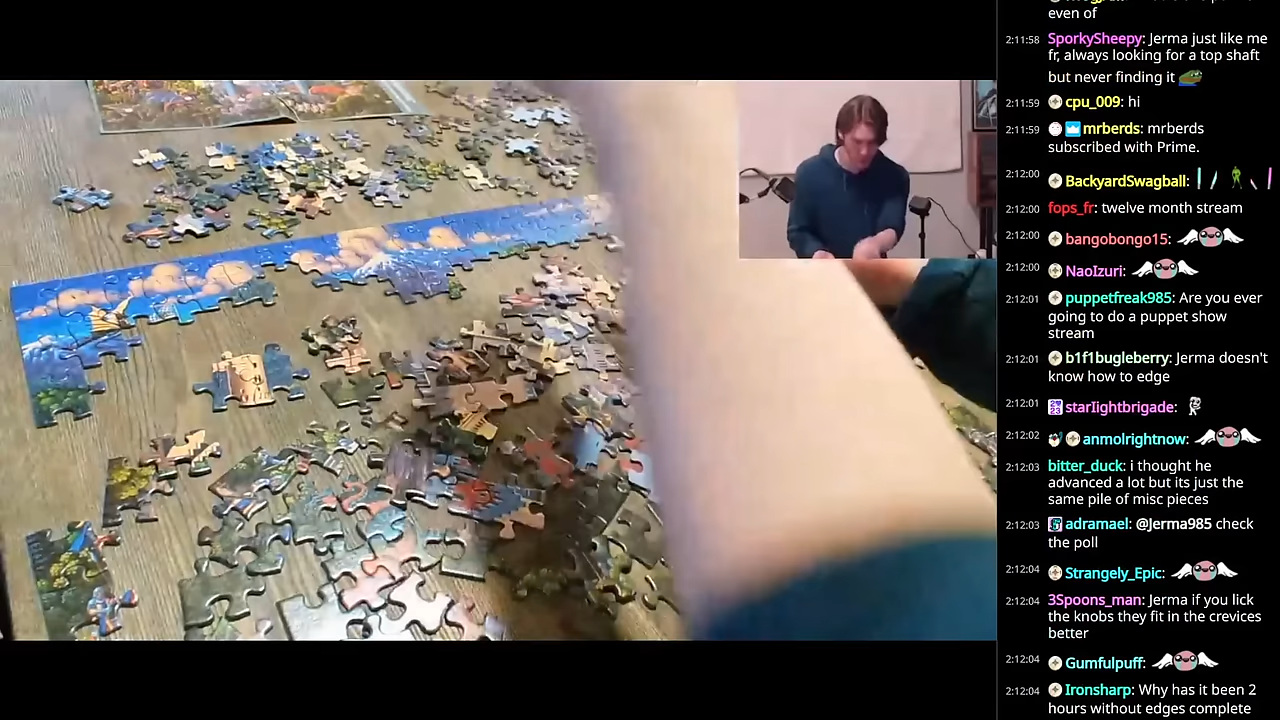 even of
2:11:58 SporkySheepy: Jerma just like me
fr, always looking for a top shaft
but never finding it
2:11:59 cpu_009: hi
2:11:59 mrberds: mrberds
subscribed with Prime.
2:12:00 BackyardSwagball:
2:12:00 fops_fr: twelve month stream
2:12:00 bangobongo15:
2:12:00 NaoIzuri:
2:12:01 puppetfreak985: Are you ever
going to do a puppet show
stream
2:12:01 b1f1bugleberry: Jerma doesn't
know how to edge
2:12:01 starlightbrigade:
2:12:02 anmolrightnow:
2:12:03 bitter_duck: i thought he
advanced a lot but its just the
same pile of misc pieces
2:12:03 adramael: @Jerma985 check
the poll
2:12:04 Strangely_Epic:
2:12:04 3Spoons_man: Jerma if you lick
the knobs they fit in the crevices
better
2:12:04 Gumfulpuff:
2:12:04 Ironsharp: Why has it been 2
hours without edges complete